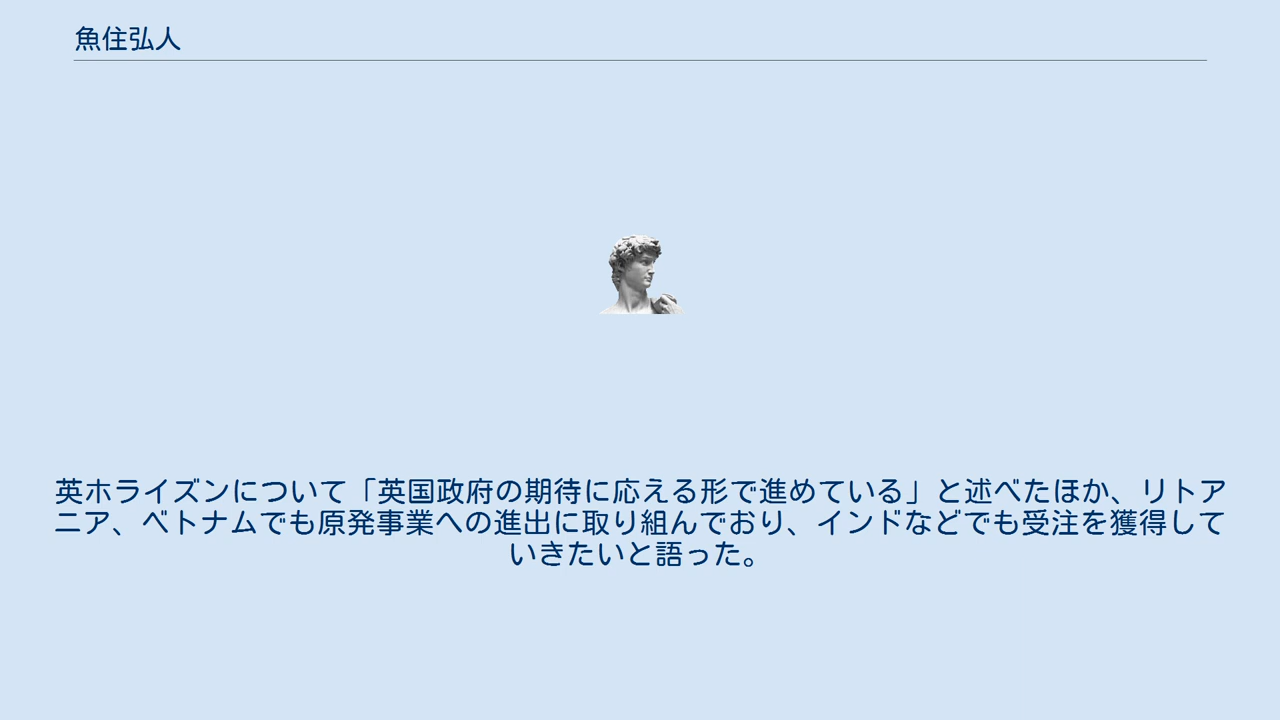 魚住弘人
英ホライズンについて「英国政府の期待に応える形で進めている」と述べたほか、リトア
ニア、ベトナムでも原発事業への進出に取り組んでおり、インドなどでも受注を獲得して
いきたいと語った。